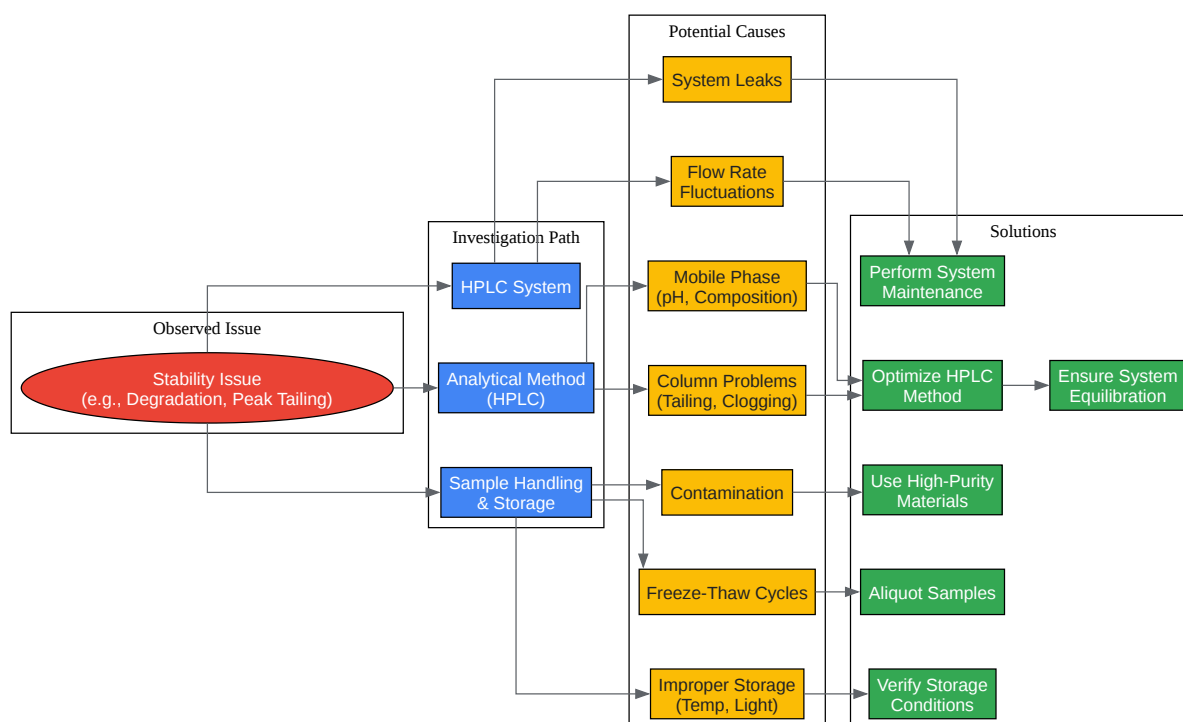 Potential Causes
System Leaks
Flow Rate
Fluctuations
Investigation Path
Solutions
HPLC System
Mobile Phase
(pH, Composition)
Perform System
Maintenance
Observed Issue
Stability Issue
(e.g., Degradation, Peak Tailing)
Analytical Method
(HPLC)
Column Problems
(Tailing, Clogging)
Optimize HPLC
Method
Ensure System
Equilibration
Sample Handling
& Storage
Contamination
Use High-Purity
Materials
Freeze-Thaw Cycles
Aliquot Samples
Improper Storage
(Temp, Light)
Verify Storage
Conditions